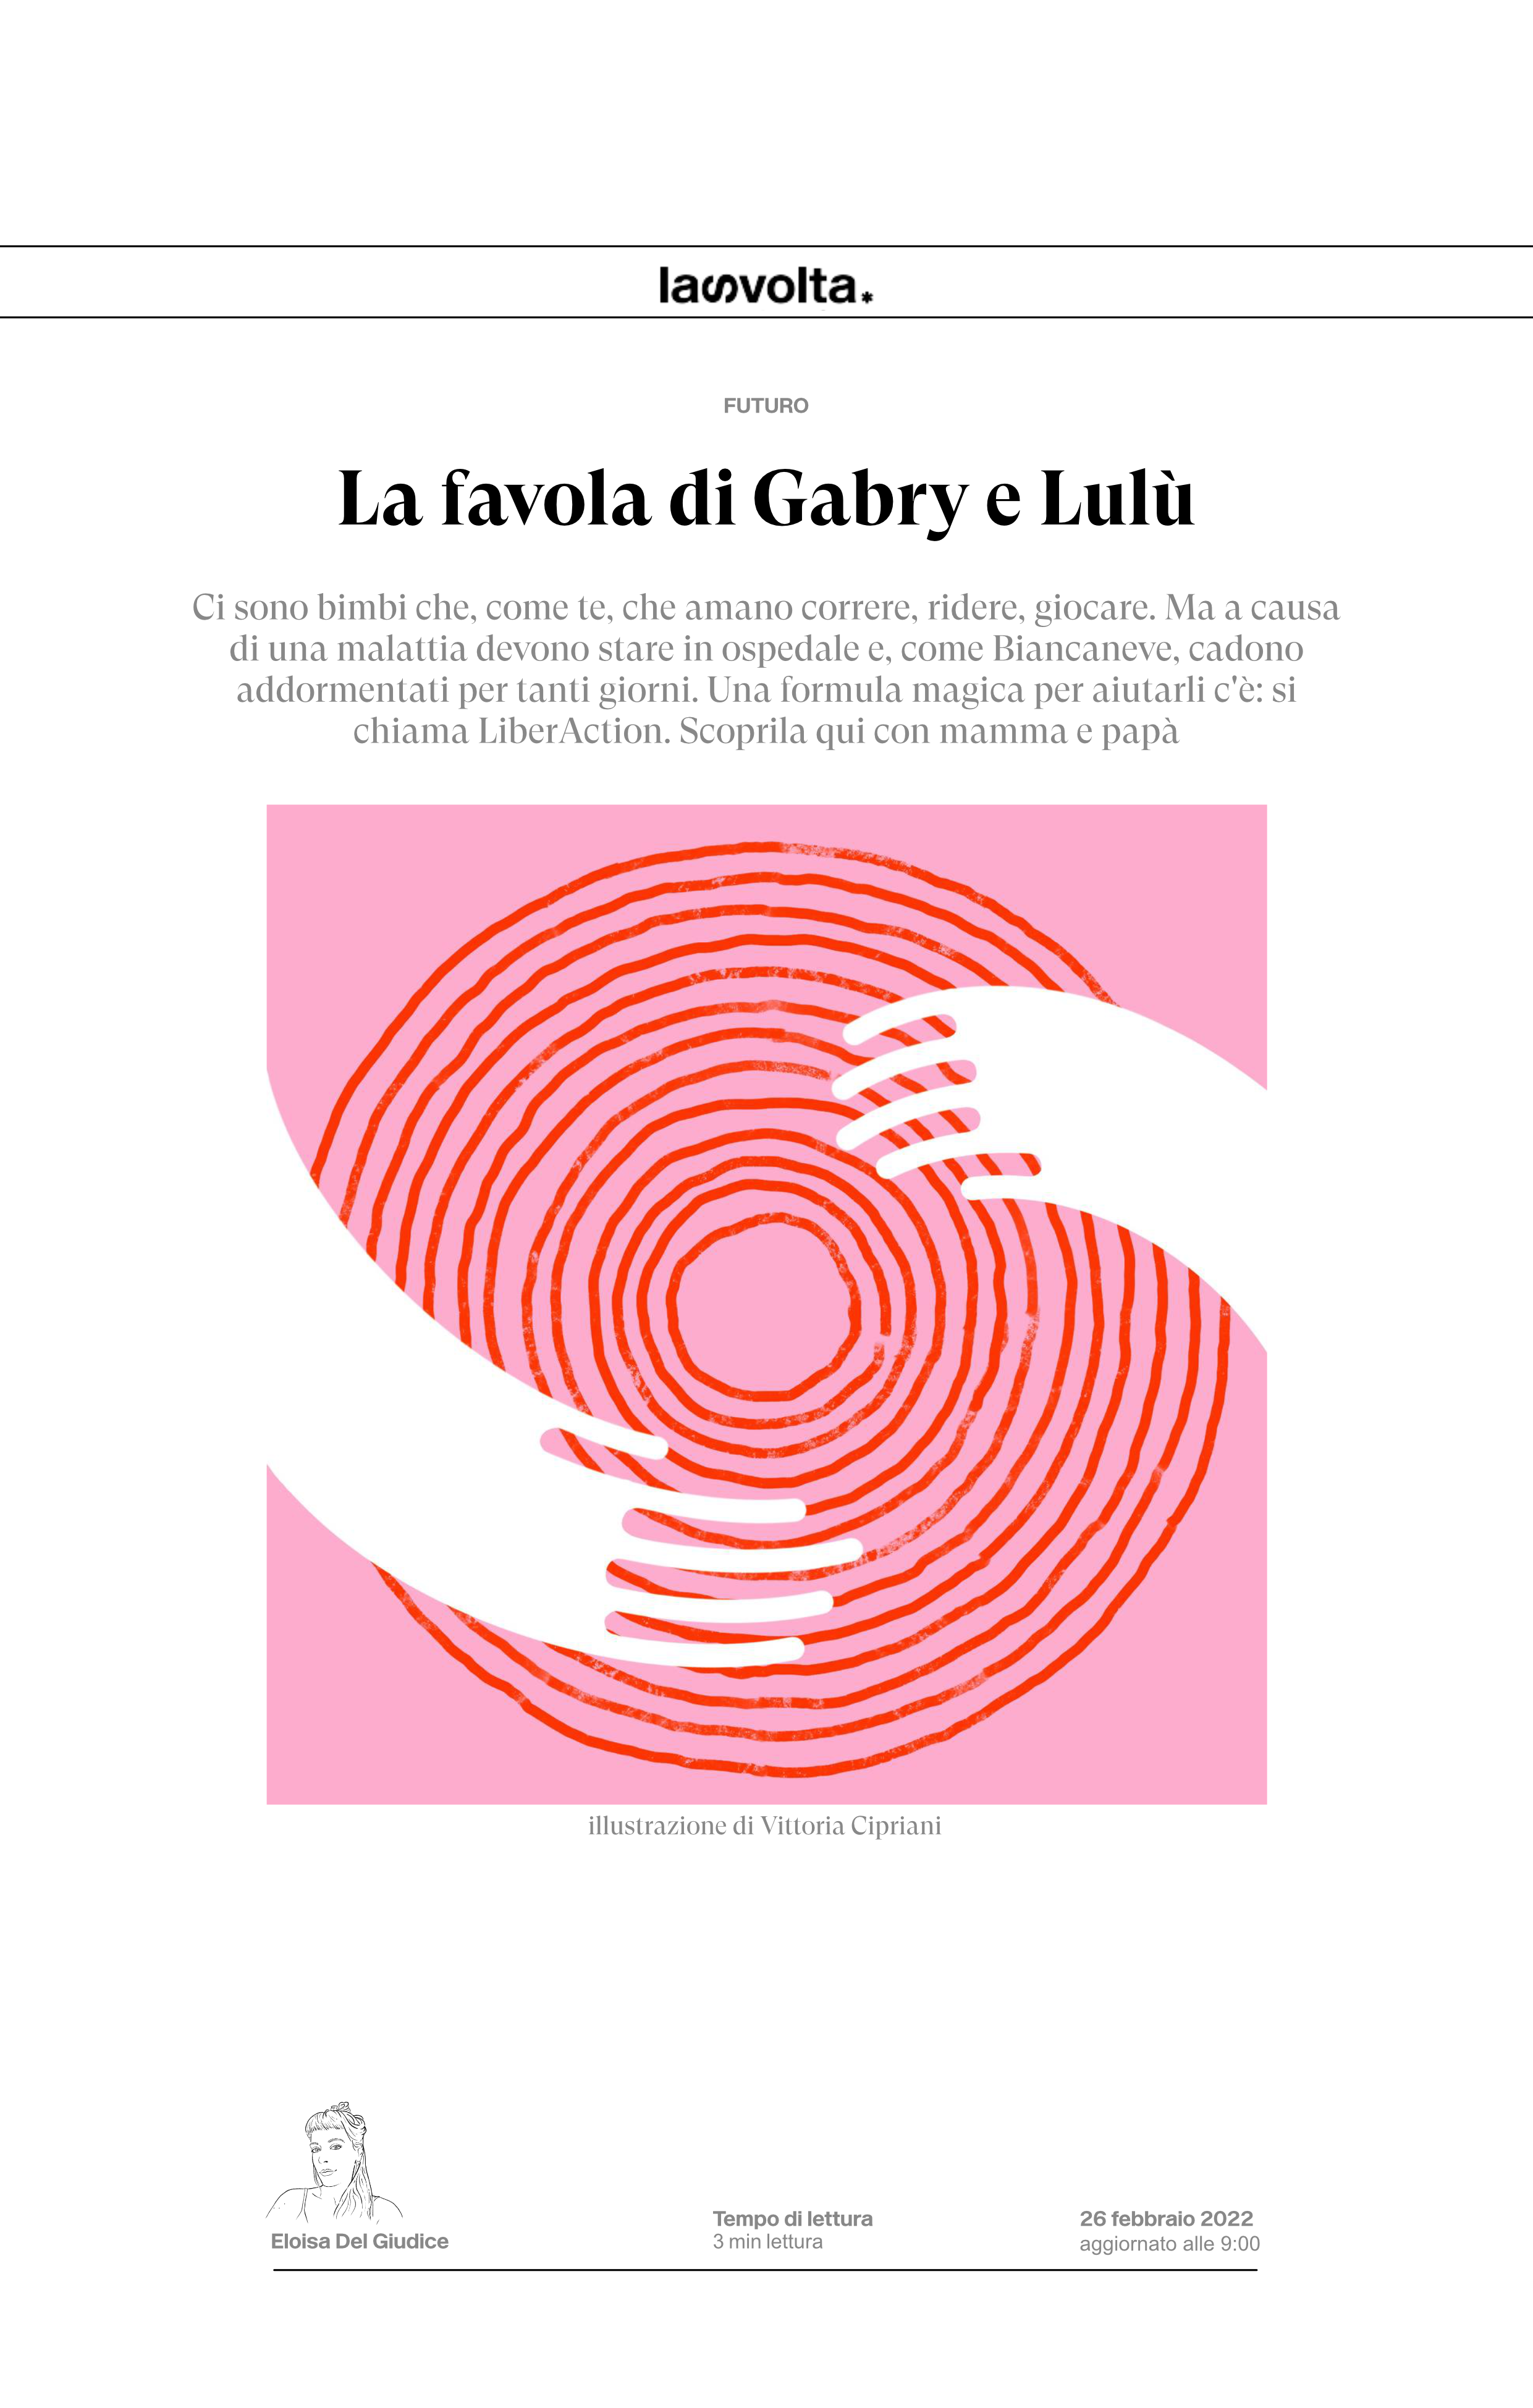 lasvolta.*
FUTURO
La favola di Gabry e Lulù
Ci sono bimbi che, come te, che amano correre, ridere, giocare. Ma a causa
di una malattia devono stare in ospedale e, come Biancaneve, cadono
addormentati per tanti giorni. Una formula magica per aiutarli c'è: si
chiama LiberAction. Scoprila qui con mamma e papà
illustrazione di Vittoria Cipriani
Eloisa Del Giudice
Tempo di lettura
3 min lettura
26 febbraio 2022
aggiornato alle 9:00